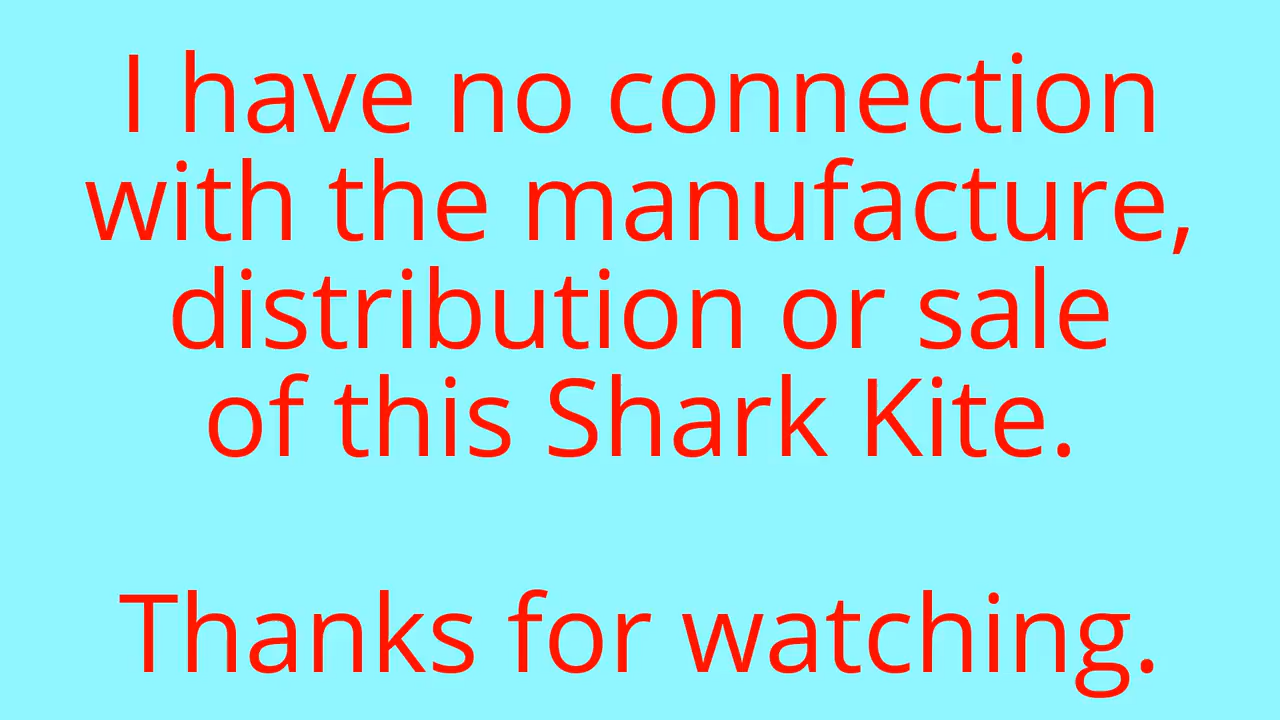 I have no connection
with the manufacture,
distribution or sale
of this Shark Kite.
Thanks for watching.